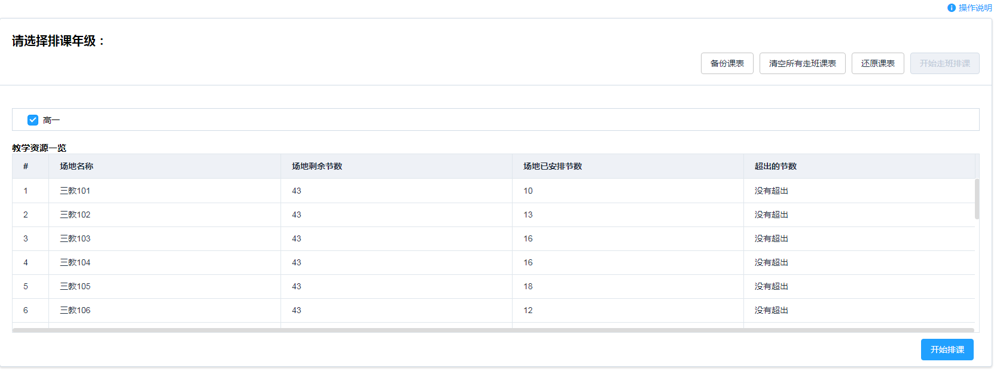 操作说明
请选择排课年级：
备份课表 清空所有走班课表 还原课表 开始走班排课
高一
教学资源一览
# 场地名称 场地剩余节数 场地已安排节数 超出的节数
1 三教101 43 10 没有超出
2 三教102 43 13 没有超出
3 三教103 43 16 没有超出
4 三教104 43 16 没有超出
5 三教105 43 18 没有超出
6 三教106 43 12 没有超出
开始排课